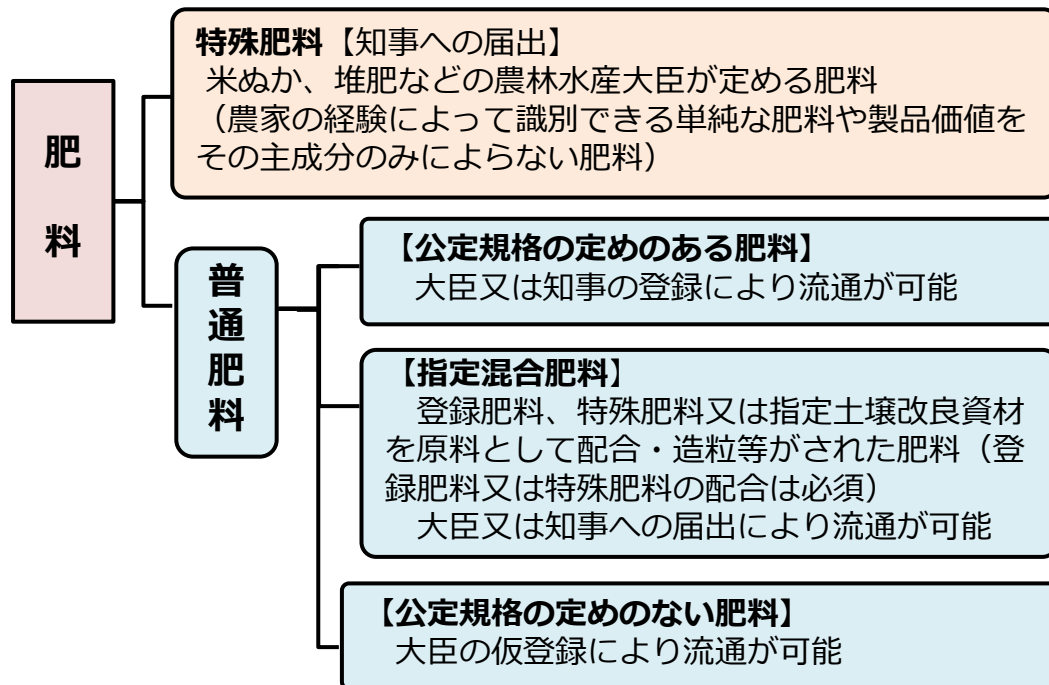 肥料
特殊肥料【知事への届出】
米ぬか、堆肥などの農林水産大臣が定める肥料
（農家の経験によって識別できる単純な肥料や製品価値を
その主成分のみによらない肥料）
普通肥料
【公定規格の定めのある肥料】
大臣又は知事の登録により流通が可能
【指定混合肥料】
登録肥料、特殊肥料又は指定土壌改良資材
を原料として配合・造粒等がされた肥料（登
録肥料又は特殊肥料の配合は必須）
大臣又は知事への届出により流通が可能
【公定規格の定めのない肥料】
大臣の仮登録により流通が可能